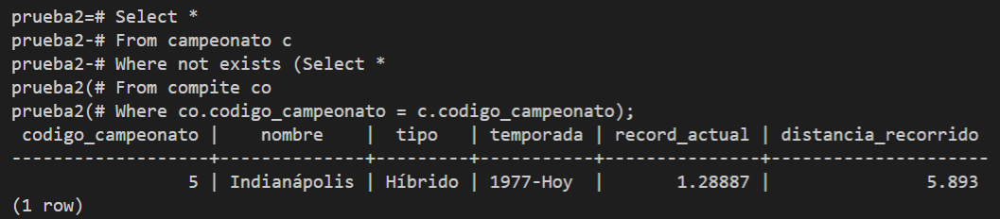 prueba2=# Select *
prueba2-# From campeonato c
prueba2-# Where not exists (Select *
prueba2(# From compite co
prueba2(# Where co.codigo_campeonato = c.codigo_campeonato);
 codigo_campeonato |    nombre    |  tipo   | temporada | record_actual | distancia_recorrido
-------------------+--------------+---------+-----------+---------------+---------------------
                 5 | Indianápolis | Híbrido | 1977-Hoy  |       1.28887 |               5.893
(1 row)